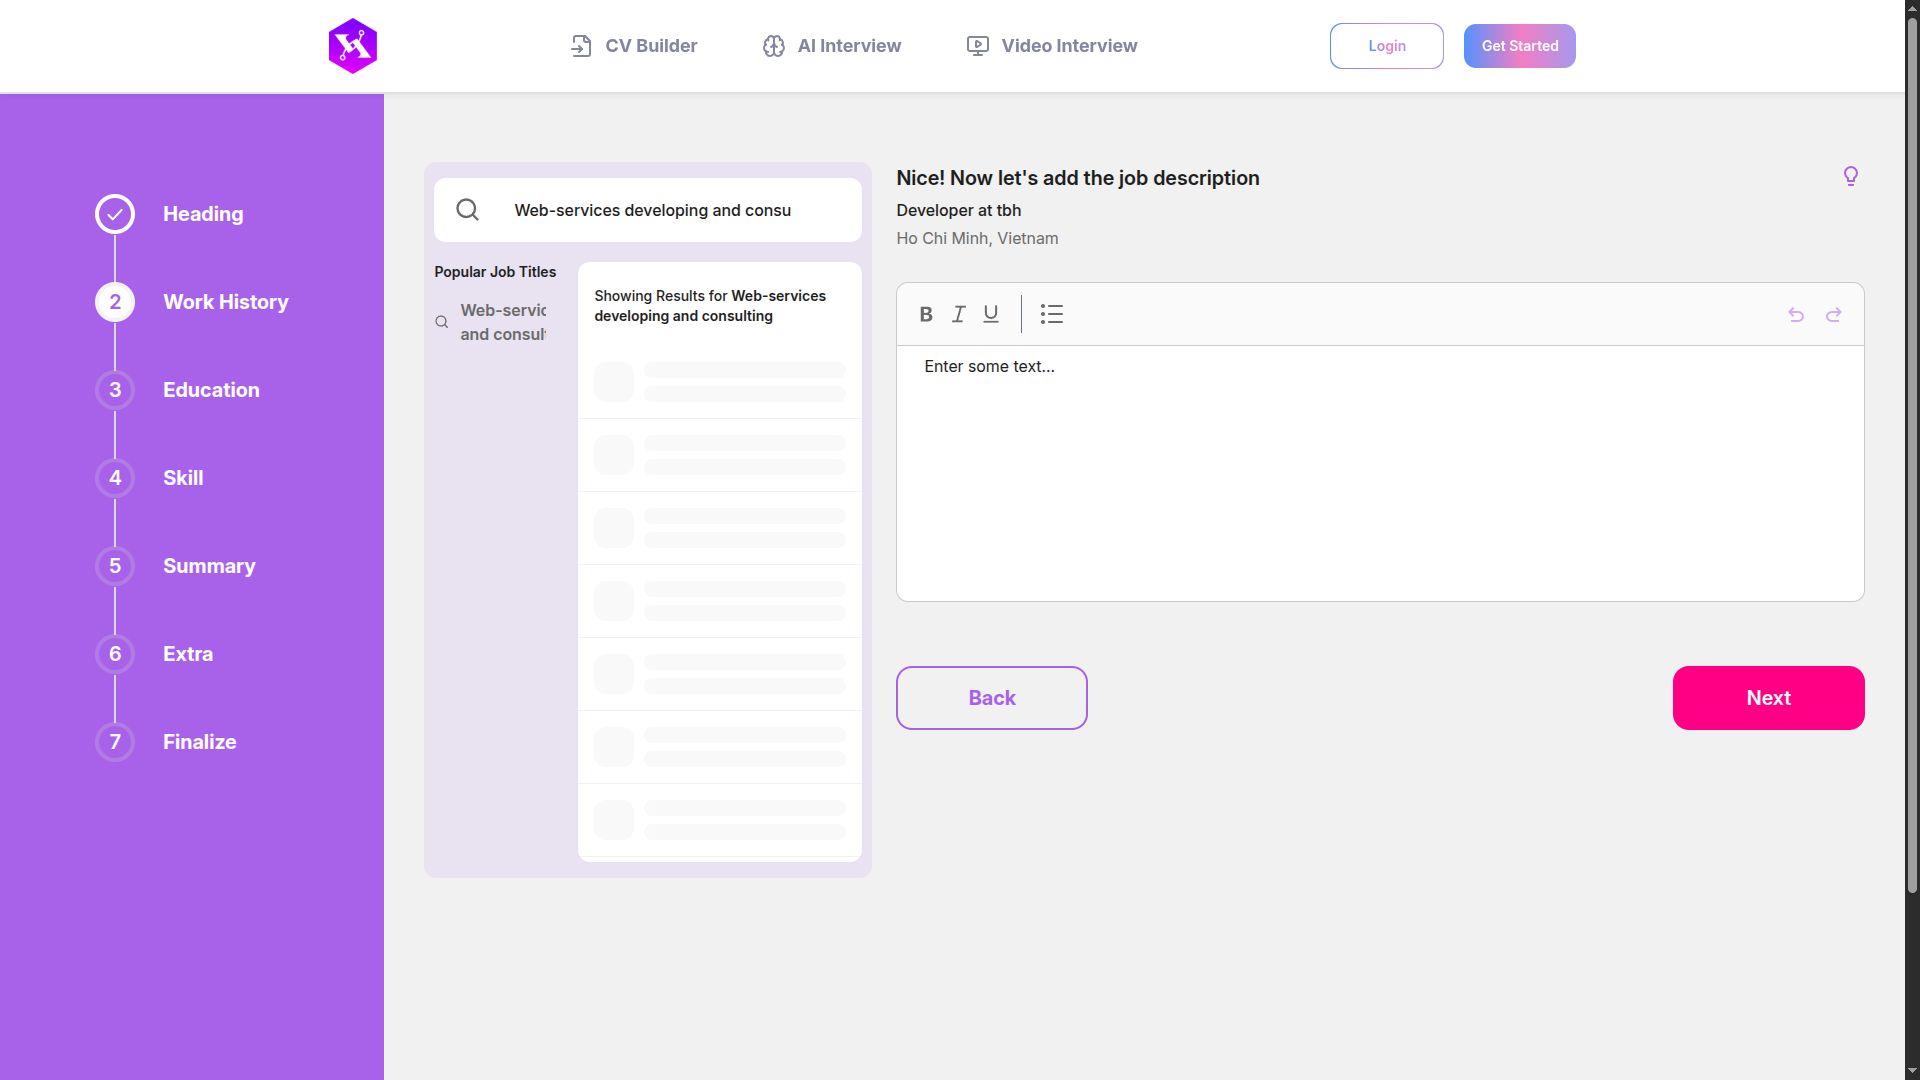 CV Builder
AI Interview
Video Interview
Login
Get Started
2
3
4
5
6
7
Heading
Work History
Education
Skill
Summary
Extra
Finalize
Web-services developing and consu
Popular Job Titles
Web-servic
and consul
Showing Results for Web-services
developing and consulting
Nice! Now let's add the job description
Developer at tbh
Ho Chi Minh, Vietnam
B I U
Enter some text...
Back
Next